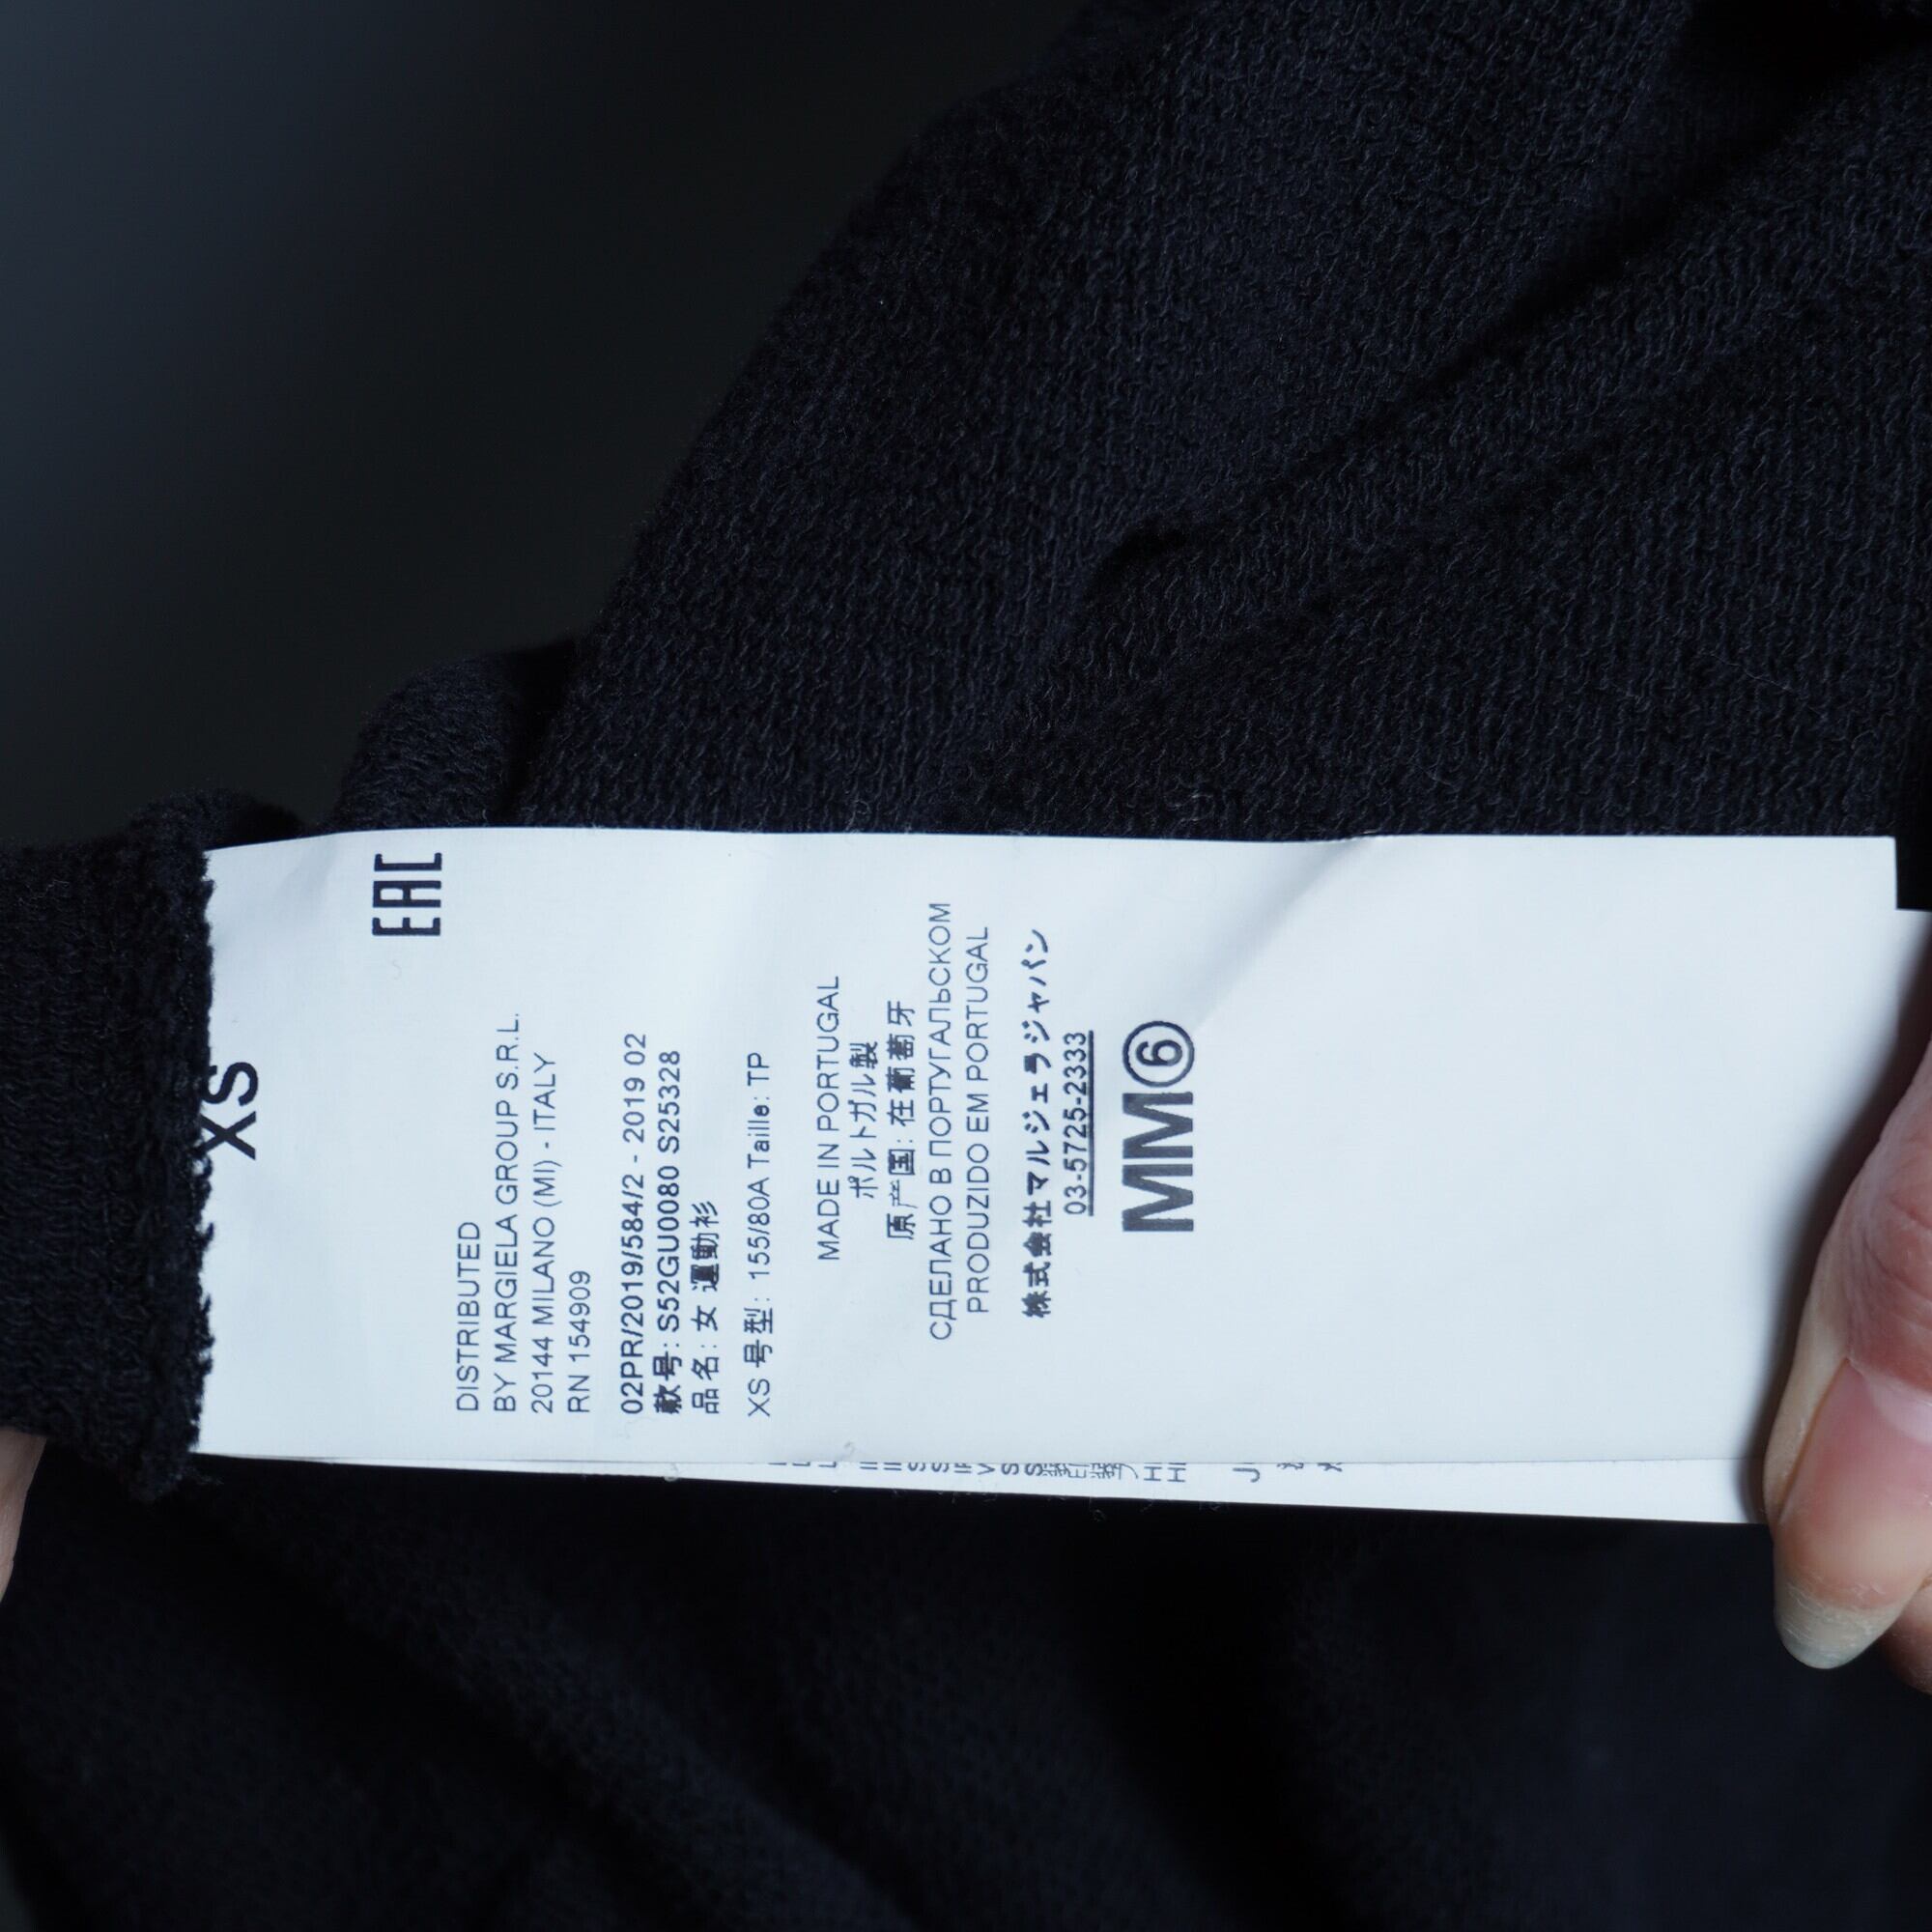 XS
EAC
DISTRIBUTED
BY MARGIELA GROUP S.R.L.
20144 MILANO (MI) - ITALY
RN 154909
02PR/2019/584/2 - 2019 02
款号: S52GU0080 S25328
品名: 女 運動衫
XS 号型: 155/80A Taille: TP
MADE IN PORTUGAL
ポルトガル製
原产国: 在葡萄牙
СДЕЛАНО В ПОРТУГАЛЬСКОМ
PRODUZIDO EM PORTUGAL
株式会社マルジェラジャパン
03-5725-2333
MM⑥